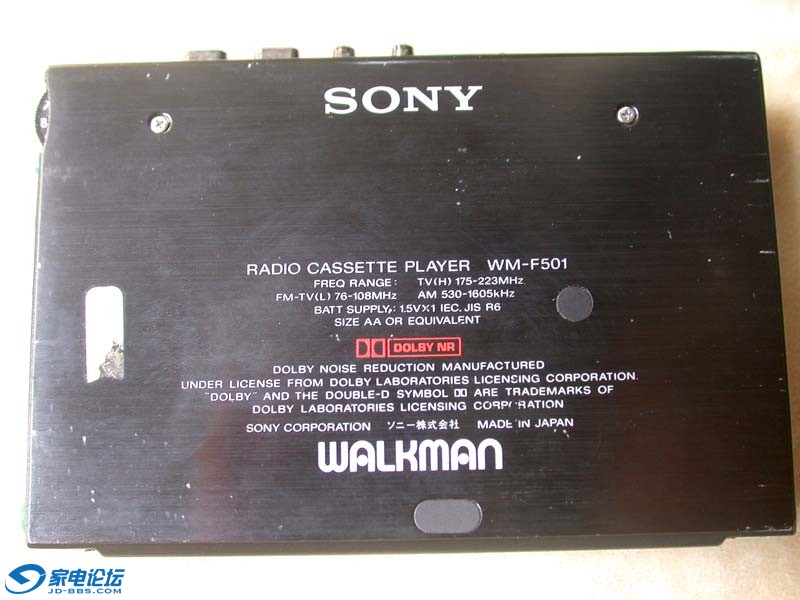 SONY
RADIO CASSETTE PLAYER WM-F501
FREQ RANGE: TV(H) 175-223MHz
FM-TV(L) 76-108MHz AM 530-1605kHz
BATT SUPPLY: 1.5V×1 IEC, JIS R6
SIZE AA OR EQUIVALENT
DOLBY NR
DOLBY NOISE REDUCTION MANUFACTURED
UNDER LICENSE FROM DOLBY LABORATORIES LICENSING CORPORATION.
"DOLBY" AND THE DOUBLE-D SYMBOL ARE TRADEMARKS OF
DOLBY LABORATORIES LICENSING CORPORATION
SONY CORPORATION ソニー株式会社 MADE IN JAPAN
WALKMAN
家电论坛
JD-BBS.COM